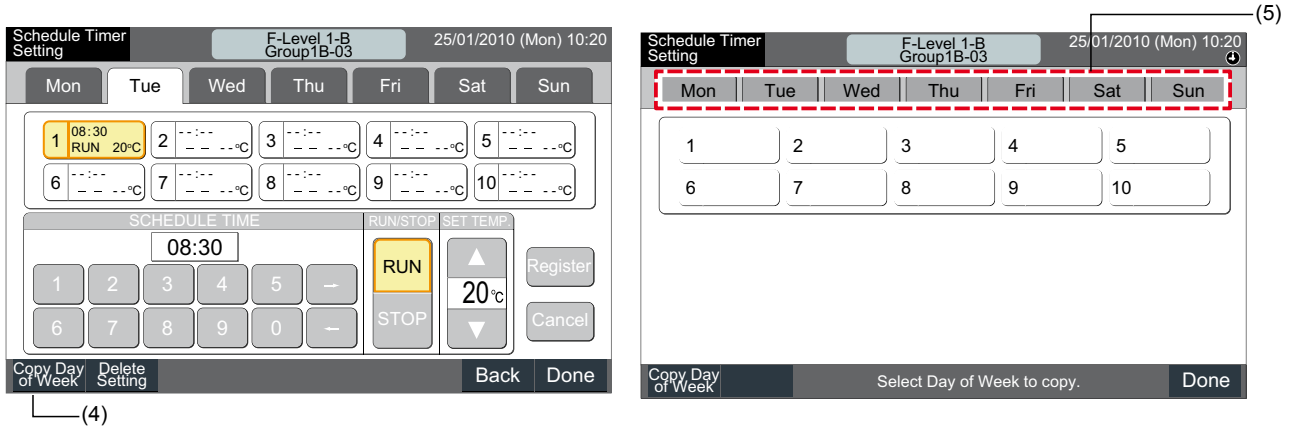 (5)
Schedule Timer
Setting
F-Level 1-B
Group1B-03
25/01/2010 (Mon) 10:20
Mon Tue Wed Thu Fri Sat Sun
1 08:30 RUN 20°C
2 --:-- _ _ --°C
3 --:-- _ _ --°C
4 --:-- _ _ --°C
5 --:-- _ _ --°C
6 --:-- _ _ --°C
7 --:-- _ _ --°C
8 --:-- _ _ --°C
9 --:-- _ _ --°C
10 --:-- _ _ --°C
SCHEDULE TIME RUN/STOP SET TEMP.
08:30
1 2 3 4 5 →
6 7 8 9 0 ←
RUN
STOP
▲
20°C
▼
Register
Cancel
Copy Day
of Week
Delete
Setting
Back Done
(4)
Schedule Timer
Setting
F-Level 1-B
Group1B-03
25/01/2010 (Mon) 10:20
Mon Tue Wed Thu Fri Sat Sun
1 2 3 4 5
6 7 8 9 10
Copy Day
of Week
Select Day of Week to copy.
Done